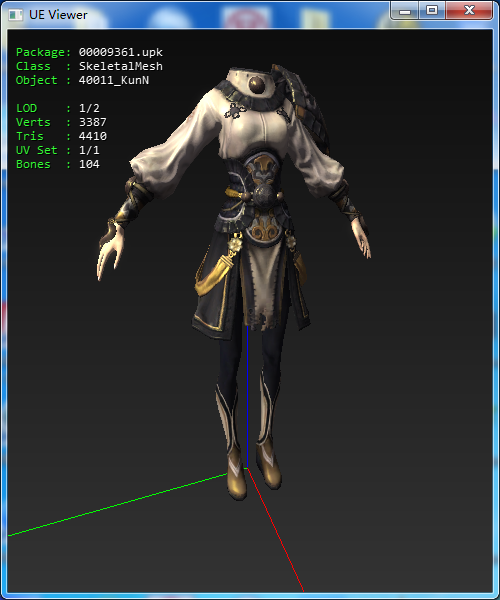 UE Viewer
Package: 00009361.upk
Class  : SkeletalMesh
Object : 40011_KunN
LOD    : 1/2
Verts  : 3387
Tris   : 4410
UV Set : 1/1
Bones  : 104